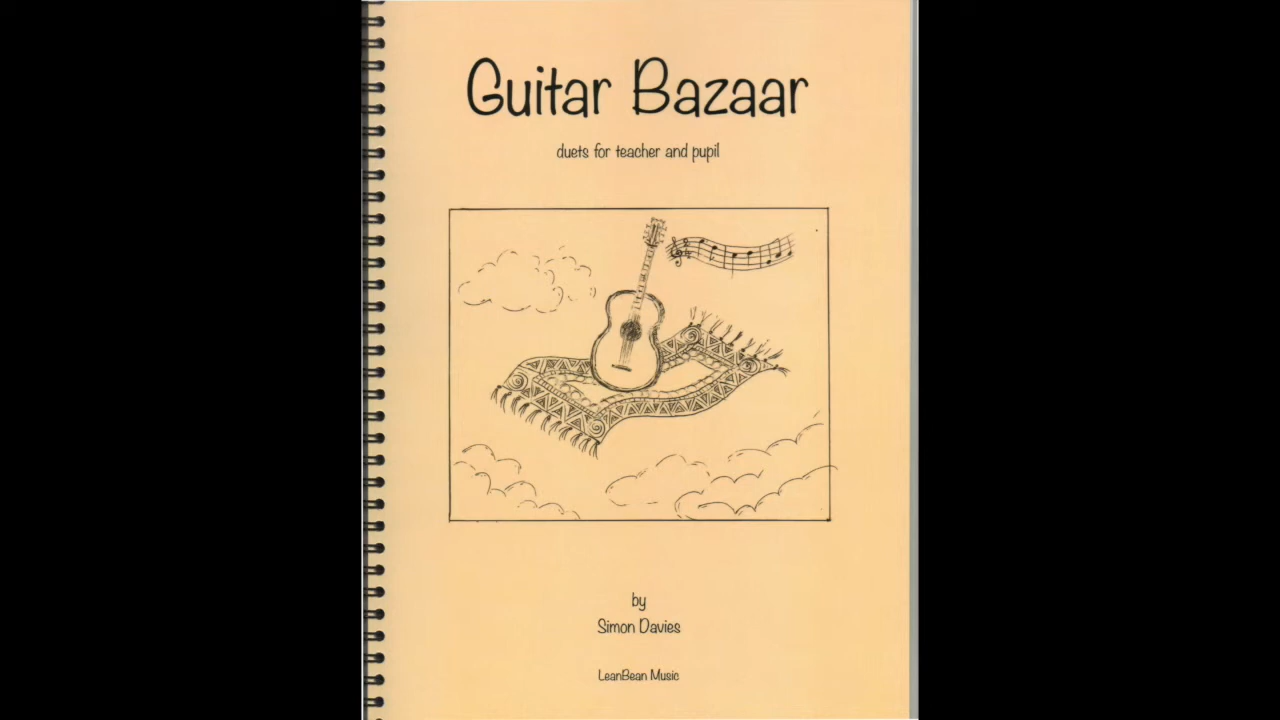 Guitar Bazaar
duets for teacher and pupil
by
Simon Davies
LeanBean Music